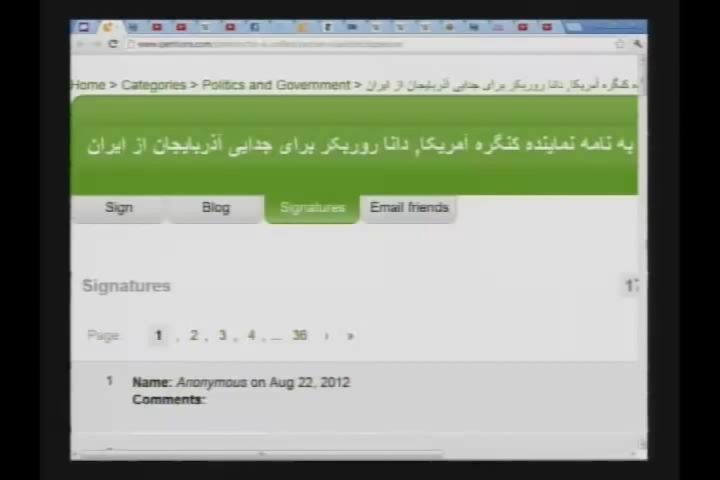 Home > Categories > Politics and Government > کنگره آمریکا, دانا روربکر برای جدایی آذربایجان از ایران
به نامه نماینده کنگره آمریکا, دانا روربکر برای جدایی آذربایجان از ایران
Sign Blog Signatures Email friends
Signatures
Page: 1 , 2 , 3 , 4 , ... 36 › »
1 Name: Anonymous on Aug 22, 2012
Comments: